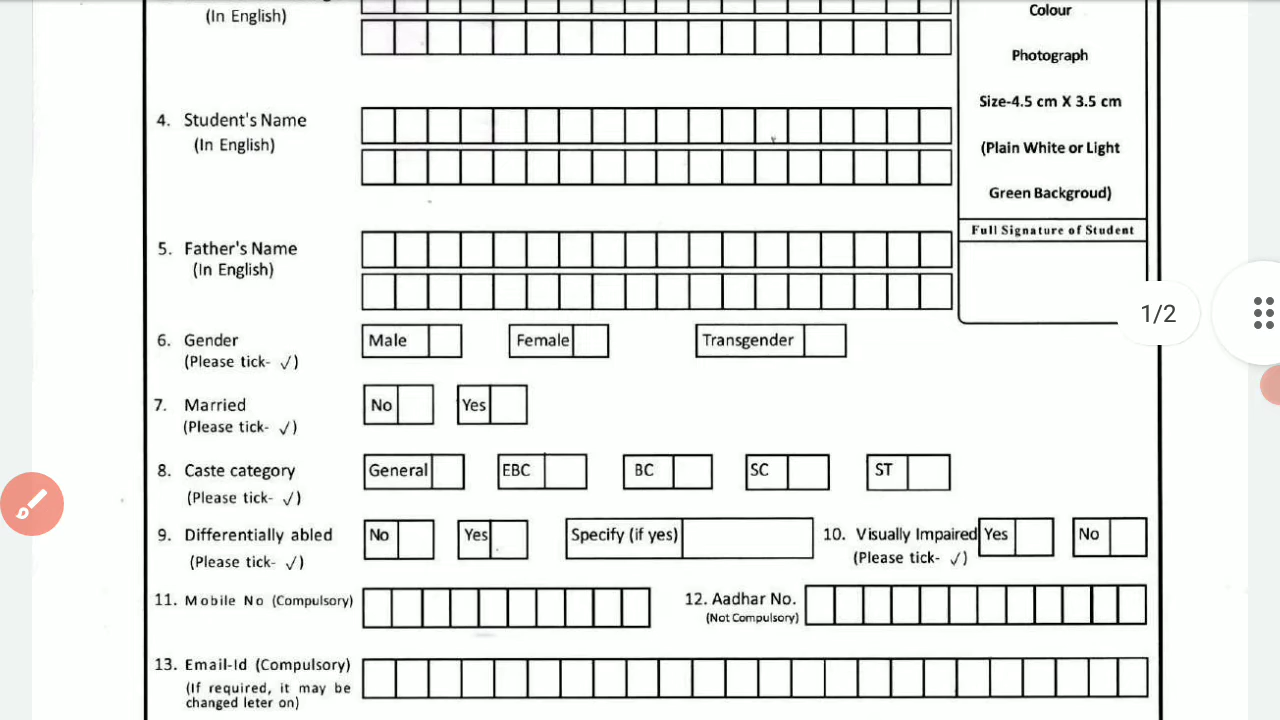 (In English)
Colour
Photograph
Size-4.5 cm X 3.5 cm
(Plain White or Light
Green Backgroud)
Full Signature of Student
4. Student's Name
(In English)
5. Father's Name
(In English)
1/2
6. Gender Male Female Transgender
(Please tick- ✓)
7. Married No Yes
(Please tick- ✓)
8. Caste category General EBC BC SC ST
(Please tick- ✓)
9. Differentially abled No Yes Specify (if yes) 10. Visually Impaired Yes No
(Please tick- ✓) (Please tick- ✓)
11. Mobile No (Compulsory) 12. Aadhar No.
(Not Compulsory)
13. Email-Id (Compulsory)
(If required, it may be
changed leter on)